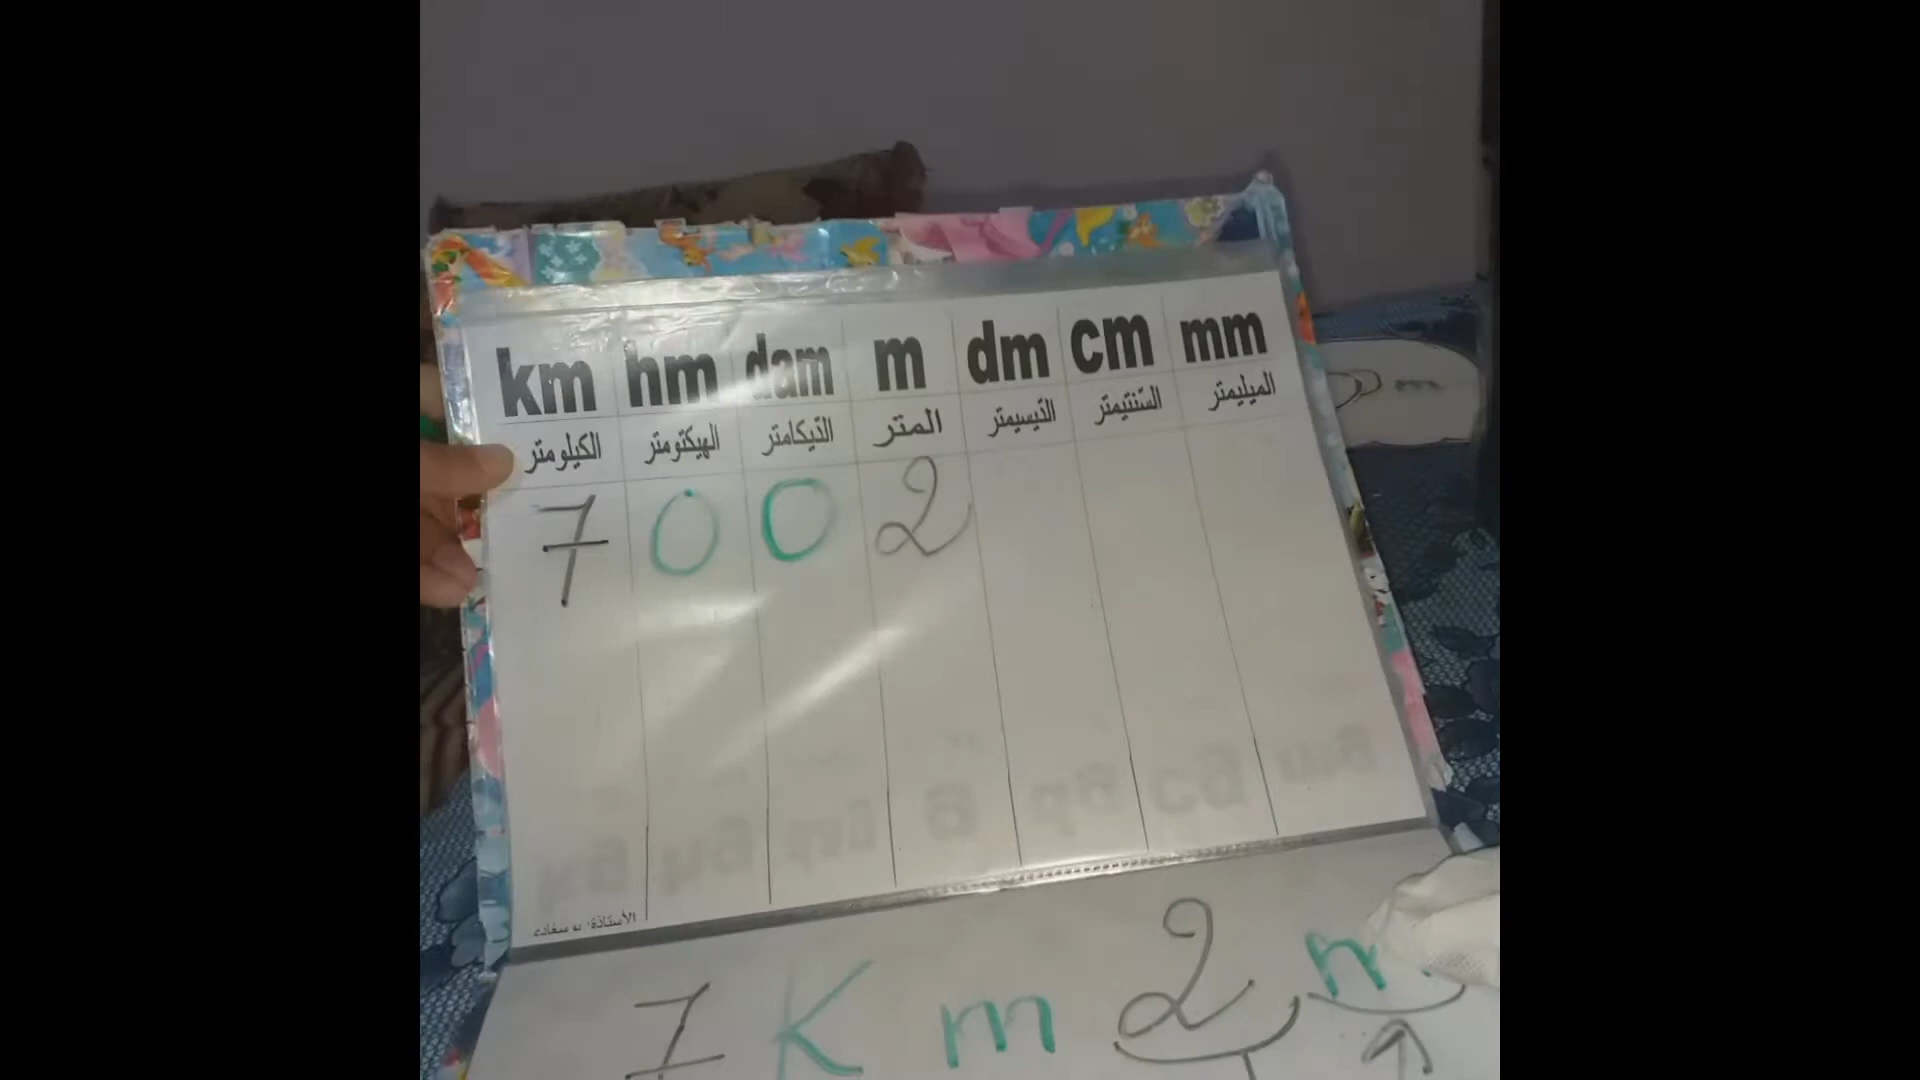 km hm dam m dm cm mm
الكيلومتر الهيكتومتر الدّيكامتر المتر الدّيسيمتر السّنتيمتر الميليمتر
7 0 0 2
الأستاذة:
7 Km 2 m